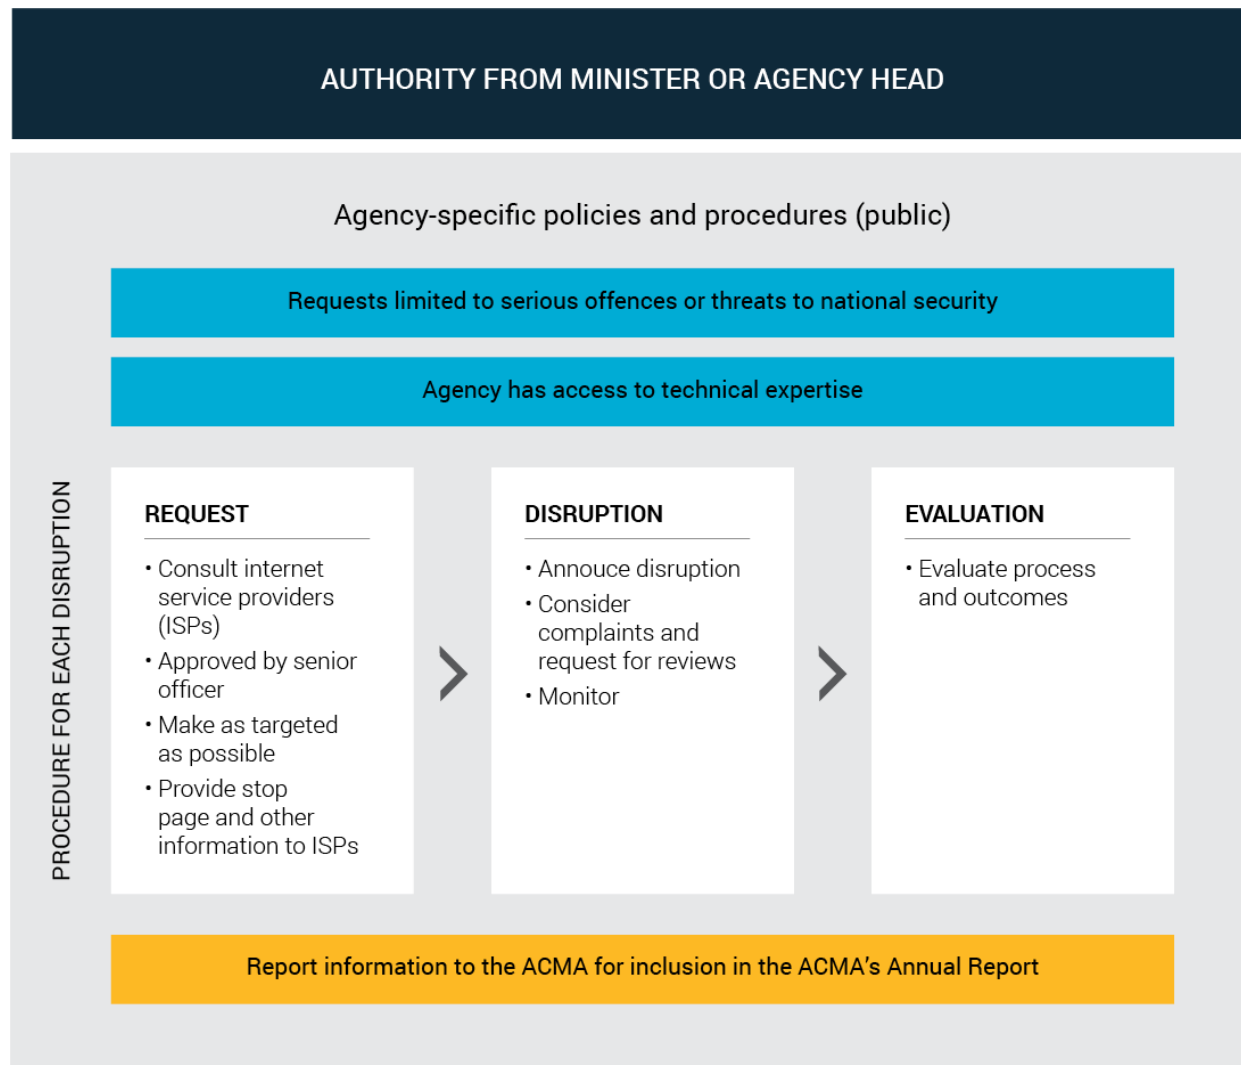 AUTHORITY FROM MINISTER OR AGENCY HEAD
Agency-specific policies and procedures (public)
Requests limited to serious offences or threats to national security
Agency has access to technical expertise
PROCEDURE FOR EACH DISRUPTION
REQUEST
• Consult internet
service providers
(ISPs)
• Approved by senior
officer
• Make as targeted
as possible
• Provide stop
page and other
information to ISPs
DISRUPTION
• Annouce disruption
• Consider
complaints and
request for reviews
• Monitor
EVALUATION
• Evaluate process
and outcomes
Report information to the ACMA for inclusion in the ACMA’s Annual Report